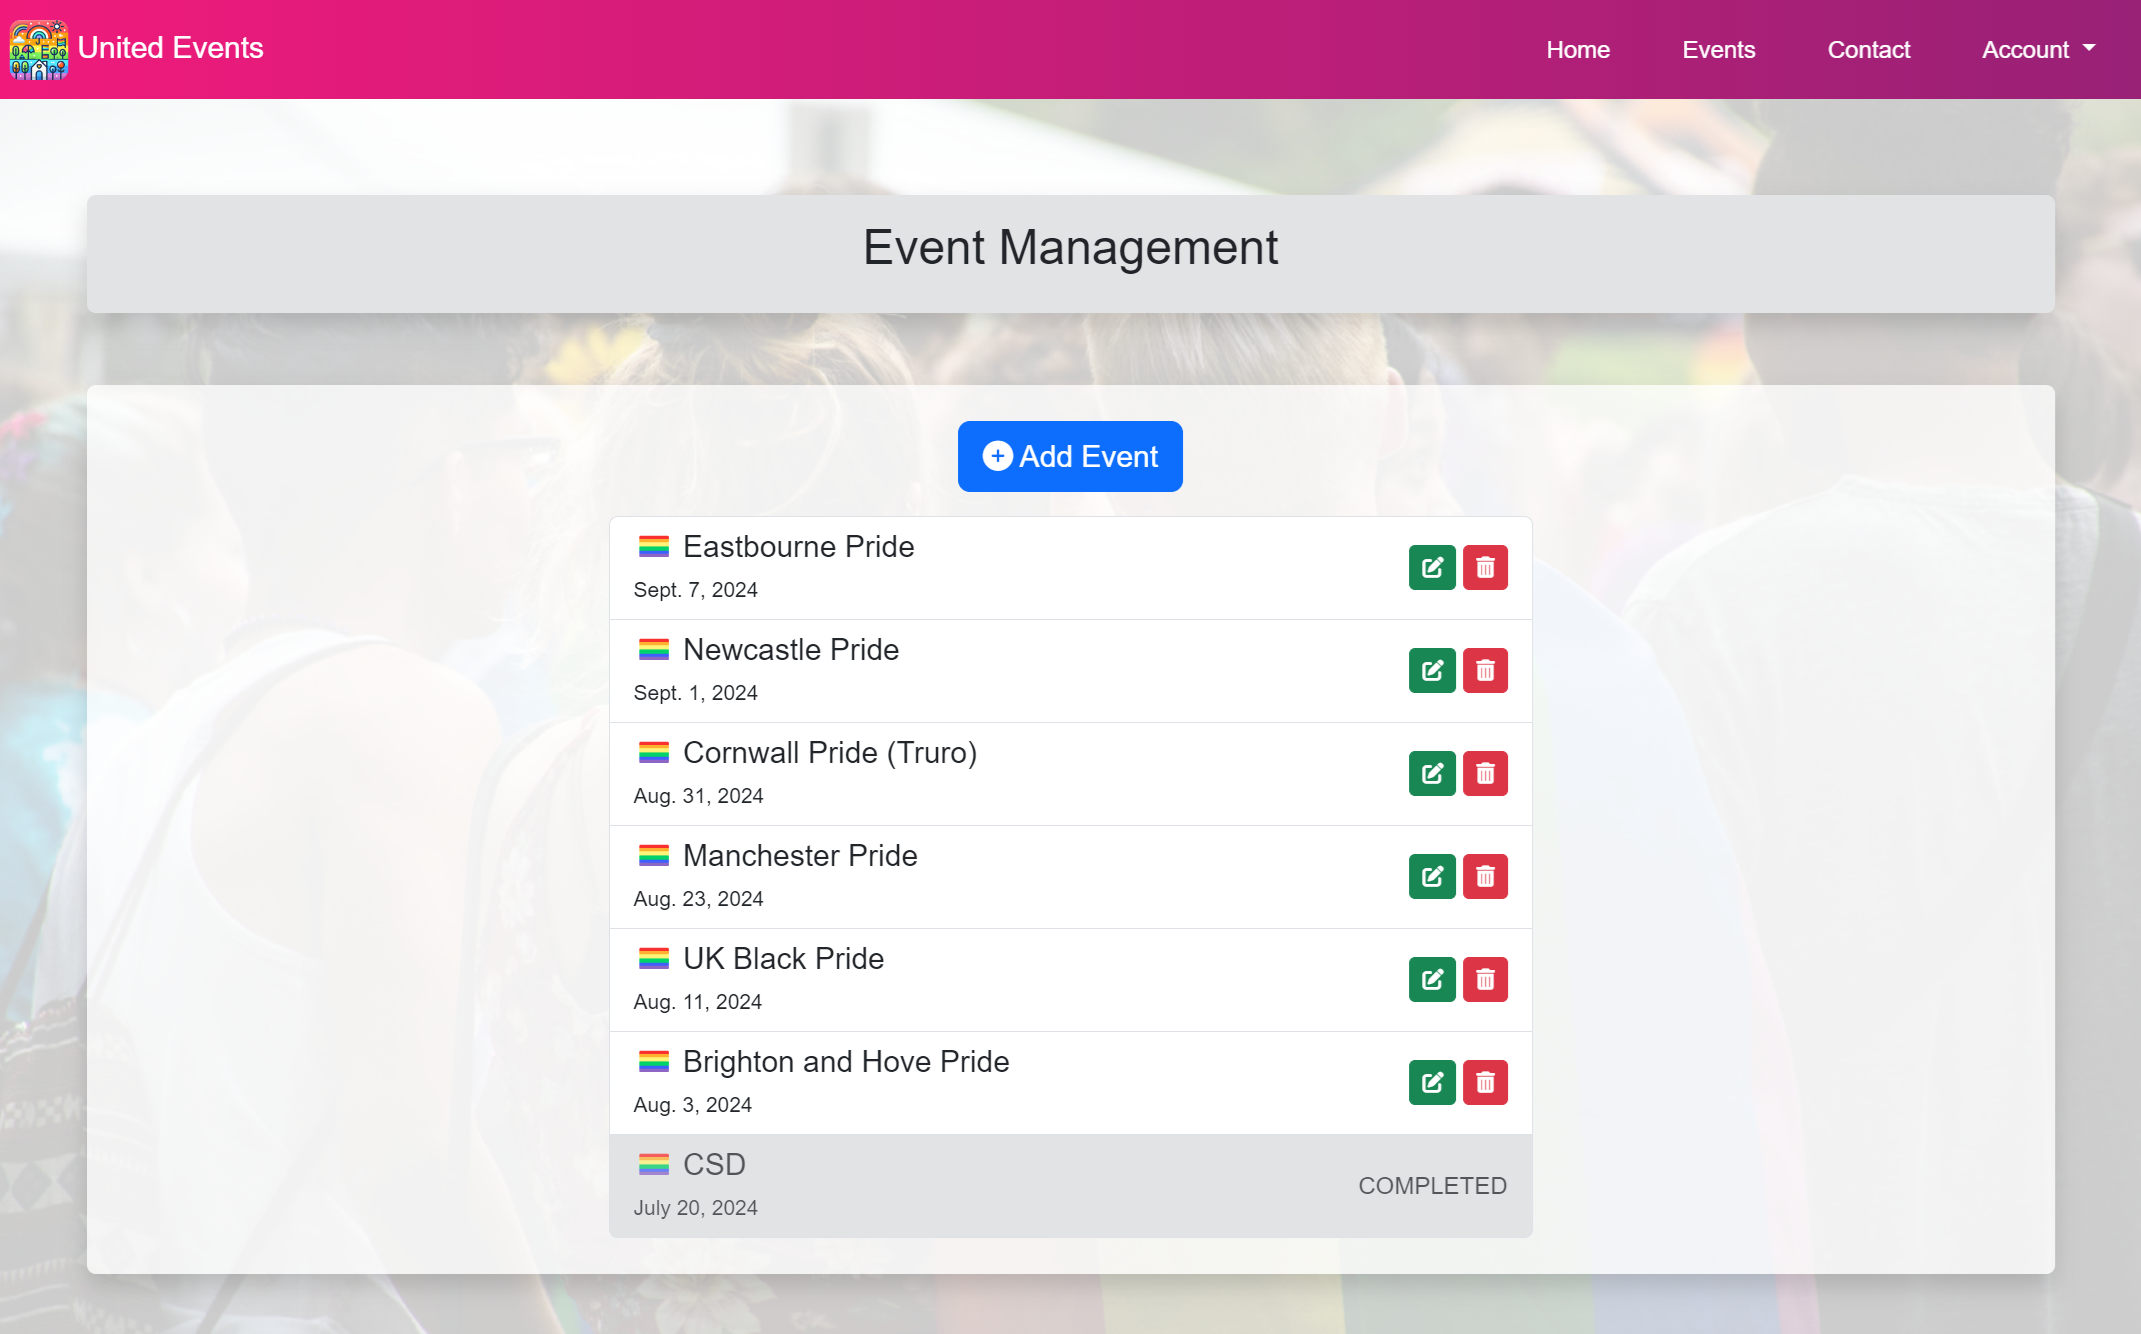 United Events
Home Events Contact Account
Event Management
Add Event
Eastbourne Pride
Sept. 7, 2024
Newcastle Pride
Sept. 1, 2024
Cornwall Pride (Truro)
Aug. 31, 2024
Manchester Pride
Aug. 23, 2024
UK Black Pride
Aug. 11, 2024
Brighton and Hove Pride
Aug. 3, 2024
CSD
July 20, 2024
COMPLETED